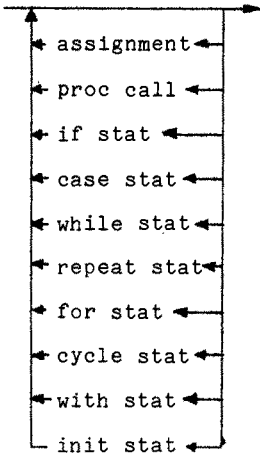 assignment
proc call
if stat
case stat
while stat
repeat stat
for stat
cycle stat
with stat
init stat